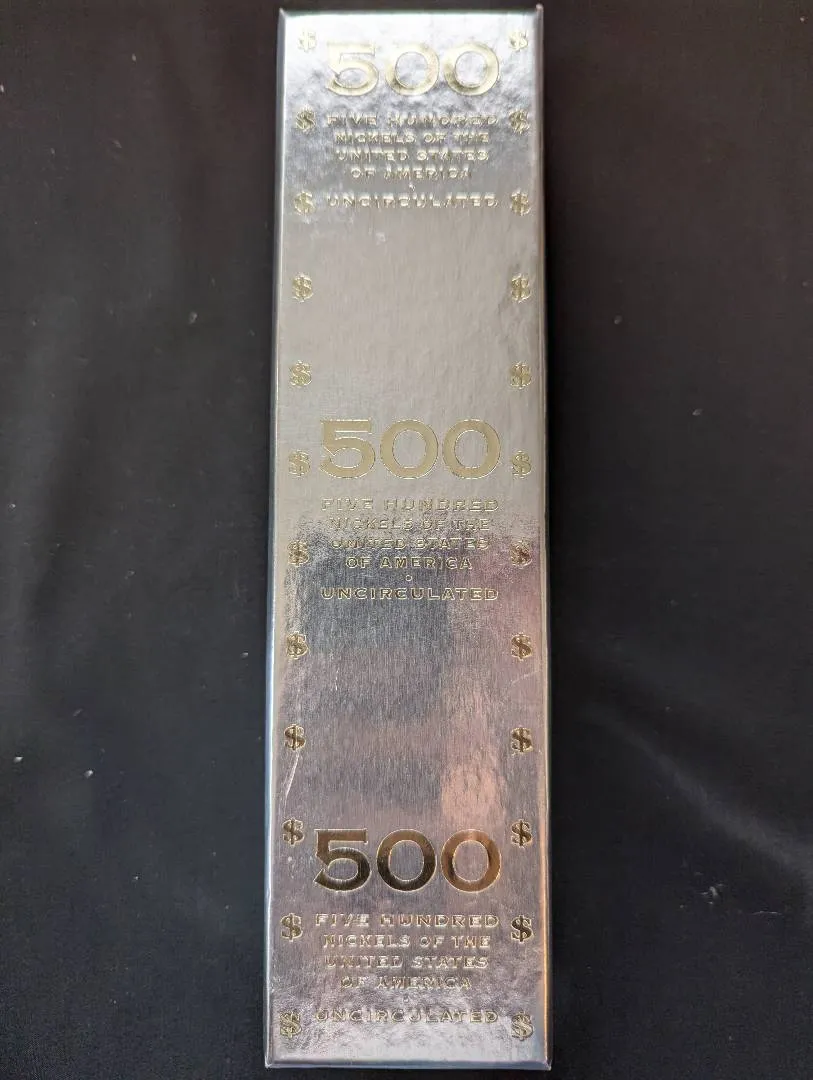 $ 500 $
$ FIVE HUNDRED $
NICKELS OF THE
UNITED STATES
OF AMERICA
$ UNCIRCULATED $
$ $
$ $
$ 500 $
FIVE HUNDRED
NICKELS OF THE
$ UNITED STATES $
OF AMERICA
UNCIRCULATED
$ $
$ $
$ 500 $
$ FIVE HUNDRED $
NICKELS OF THE
UNITED STATES
OF AMERICA
$ UNCIRCULATED $